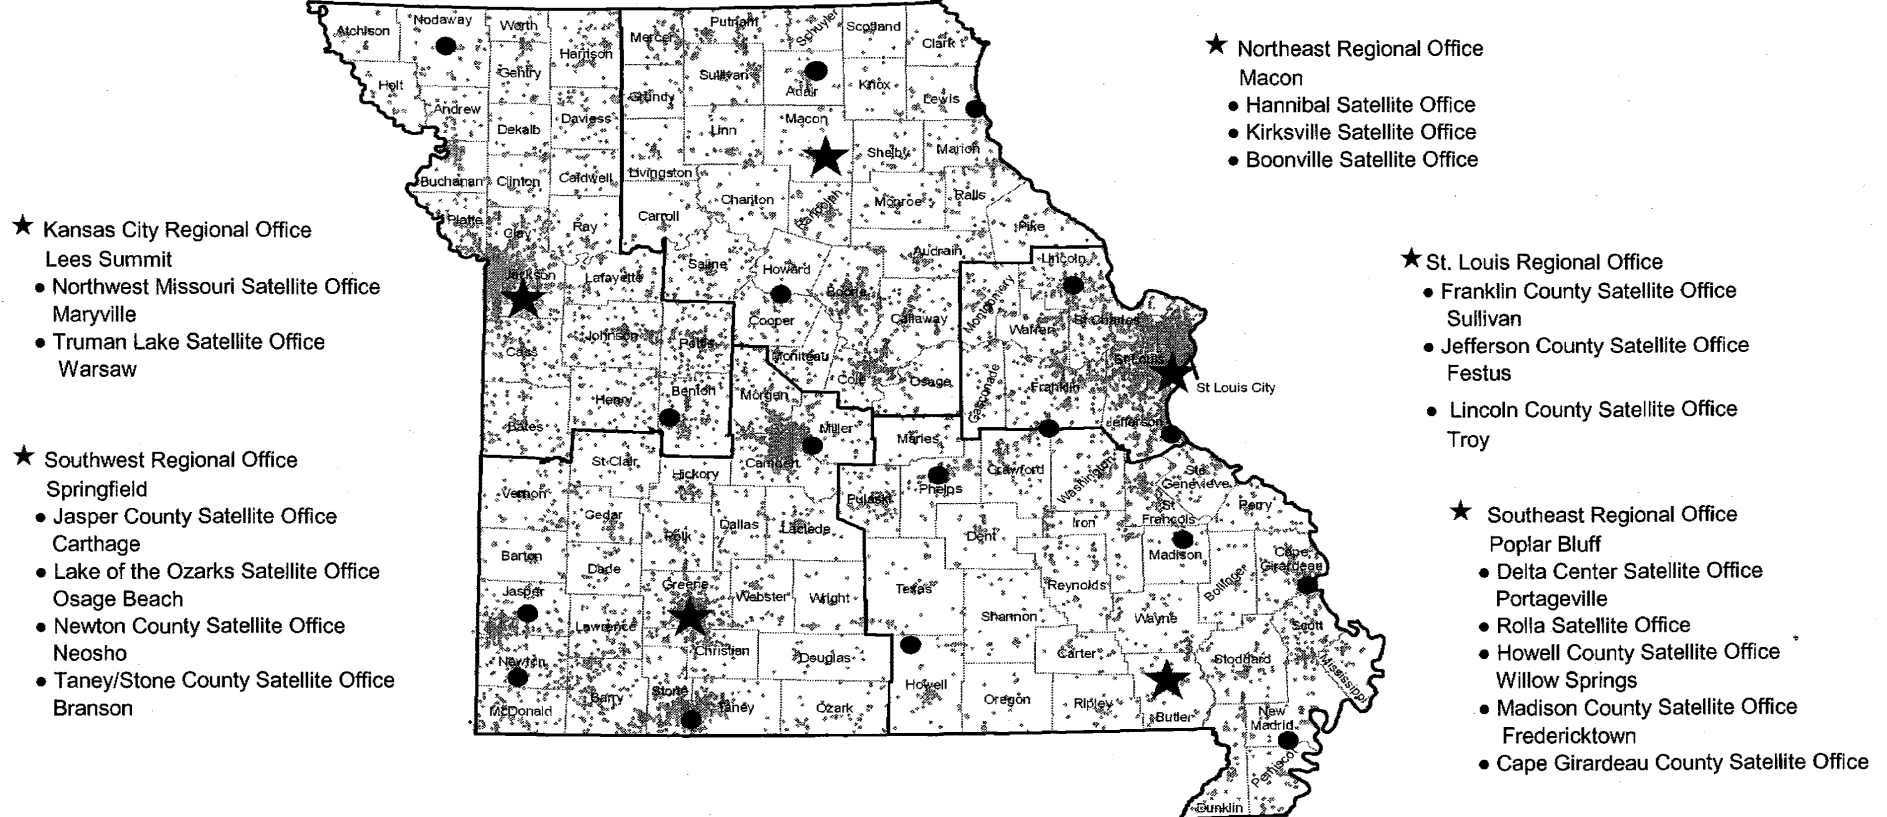 Northeast Regional Office
Macon
• Hannibal Satellite Office
• Kirksville Satellite Office
• Boonville Satellite Office
Kansas City Regional Office
Lees Summit
• Northwest Missouri Satellite Office
Maryville
• Truman Lake Satellite Office
Warsaw
St. Louis Regional Office
• Franklin County Satellite Office
Sullivan
• Jefferson County Satellite Office
Festus
• Lincoln County Satellite Office
Troy
Southwest Regional Office
Springfield
• Jasper County Satellite Office
Carthage
• Lake of the Ozarks Satellite Office
Osage Beach
• Newton County Satellite Office
Neosho
• Taney/Stone County Satellite Office
Branson
Southeast Regional Office
Poplar Bluff
• Delta Center Satellite Office
Portageville
• Rolla Satellite Office
• Howell County Satellite Office
Willow Springs
• Madison County Satellite Office
Fredericktown
• Cape Girardeau County Satellite Office
Atchison
Nodaway
Worth
Harrison
Mercer
Putnam
Schuyler
Scotland
Clark
Holt
Andrew
Gentry
Grundy
Sullivan
Adair
Knox
Lewis
Dekalb
Daviess
Linn
Macon
Shelby
Marion
Buchanan
Clinton
Caldwell
Livingston
Chariton
Randolph
Monroe
Ralls
Platte
Clay
Ray
Carroll
Pike
Audrain
Jackson
Lafayette
Saline
Howard
Boone
Lincoln
Montgomery
Callaway
Cooper
Warren
St Charles
Cass
Johnson
Pettis
Moniteau
Cole
Osage
Gasconade
Franklin
St Louis
St Louis City
Henry
Benton
Morgan
Miller
Jefferson
Bates
Maries
St Clair
Hickory
Camden
Crawford
Washington
Ste
Genevieve
Vernon
Pulaski
Phelps
St
Francois
Perry
Cedar
Polk
Dallas
Laclede
Dent
Iron
Madison
Cape
Girardeau
Barton
Dade
Greene
Webster
Wright
Texas
Reynolds
Bollinger
Jasper
Lawrence
Shannon
Wayne
Scott
Christian
Douglas
Carter
Stoddard
Mississippi
Newton
Barry
Stone
Taney
Ozark
Howell
Oregon
Ripley
Butler
McDonald
New
Madrid
Pemiscot
Dunklin